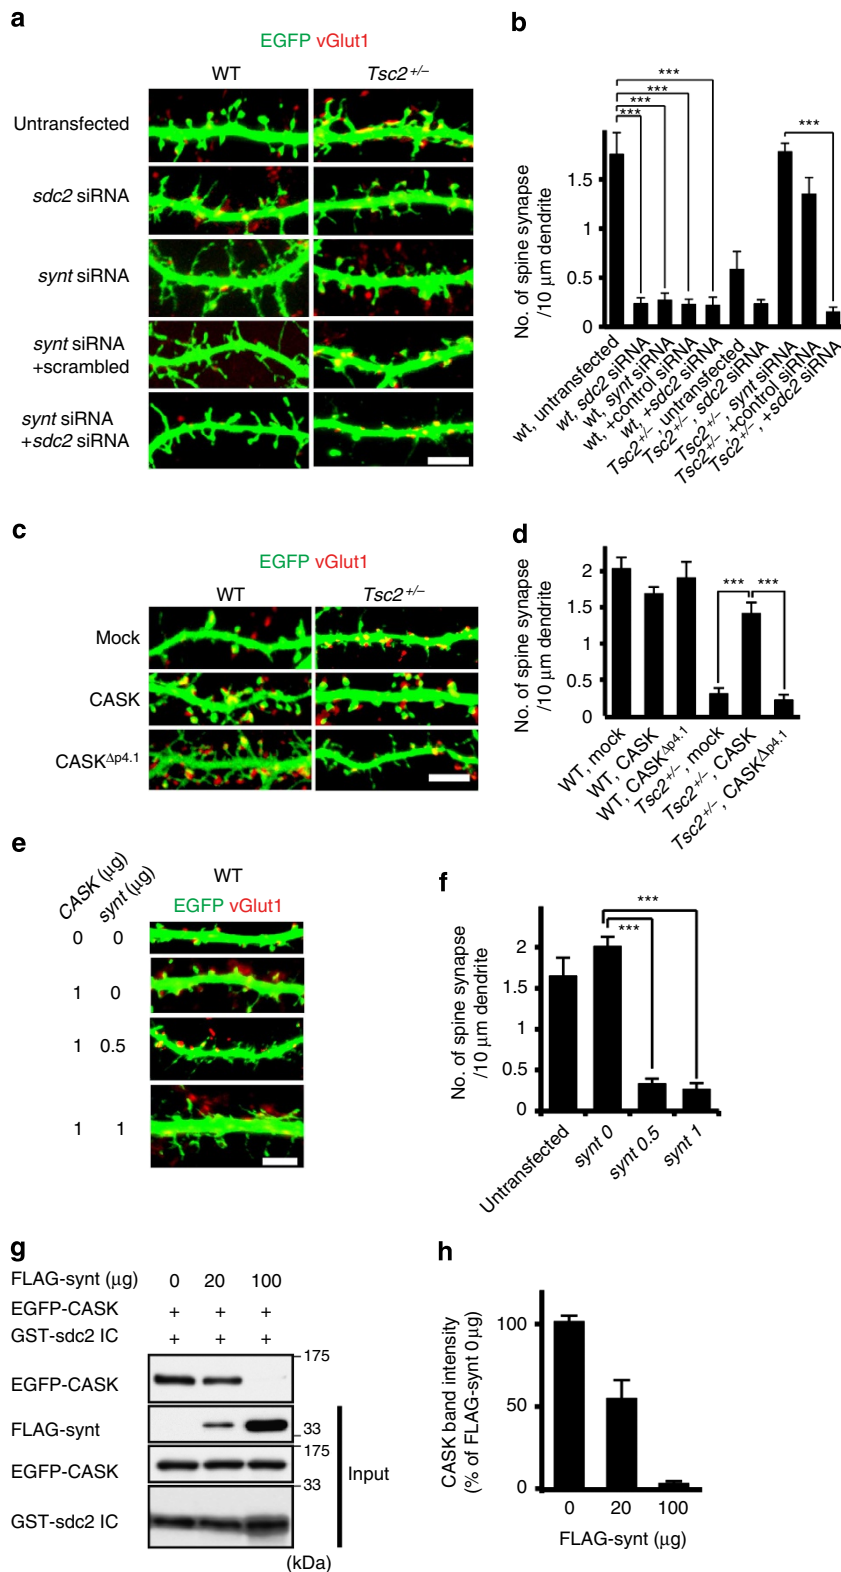 a
EGFP vGlut1
WT Tsc2+/–
Untransfected
sdc2 siRNA
synt siRNA
synt siRNA
+scrambled
synt siRNA
+sdc2 siRNA
b
***
***
***
***
***
No. of spine synapse
/10 μm dendrite
1.5
1
0.5
0
wt, untransfected
wt, sdc2 siRNA
wt, synt siRNA
wt, +control siRNA
wt, +sdc2 siRNA
Tsc2+/–, untransfected
Tsc2+/–, sdc2 siRNA
Tsc2+/–, synt siRNA
Tsc2+/–, +control siRNA
Tsc2+/–, +sdc2 siRNA
c
EGFP vGlut1
WT Tsc2+/–
Mock
CASK
CASKΔp4.1
d
*** ***
No. of spine synapse
/10 μm dendrite
2
1.5
1
0.5
0
WT, mock
WT, CASK
WT, CASKΔp4.1
Tsc2+/–, mock
Tsc2+/–, CASK
Tsc2+/–, CASKΔp4.1
e
CASK (μg)
synt (μg)
WT
EGFP vGlut1
0 0
1 0
1 0.5
1 1
f
***
***
No. of spine synapse
/10 μm dendrite
2
1.5
1
0.5
0
Untransfected
synt 0
synt 0.5
synt 1
g
FLAG-synt (μg) 0 20 100
EGFP-CASK + + +
GST-sdc2 IC + + +
175
EGFP-CASK
FLAG-synt
33
175
EGFP-CASK
33
Input
GST-sdc2 IC
(kDa)
h
CASK band intensity
(% of FLAG-synt 0 μg)
100
50
0
0 20 100
FLAG-synt (μg)